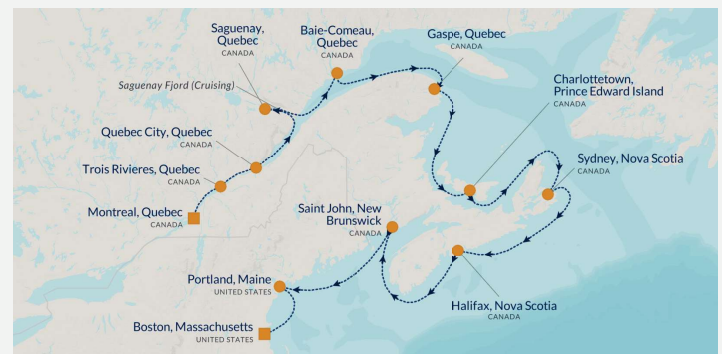 Saguenay,
Quebec
CANADA
Baie-Comeau,
Quebec
CANADA
Gaspe, Quebec
CANADA
Saguenay Fjord (Cruising)
Charlottetown,
Prince Edward Island
CANADA
Quebec City, Quebec
CANADA
Sydney, Nova Scotia
CANADA
Trois Rivieres, Quebec
CANADA
Montreal, Quebec
CANADA
Saint John, New
Brunswick
CANADA
Portland, Maine
UNITED STATES
Halifax, Nova Scotia
CANADA
Boston, Massachusetts
UNITED STATES